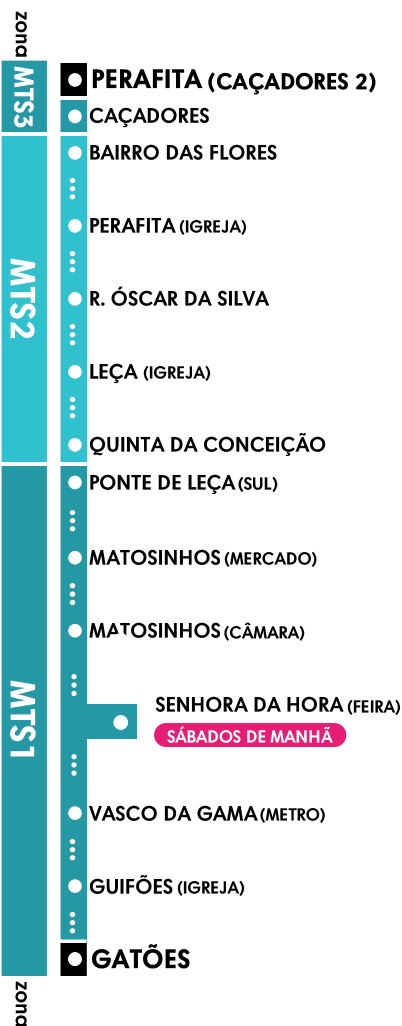 zona
MTS3
PERAFITA (CAÇADORES 2)
CAÇADORES
MTS2
BAIRRO DAS FLORES
PERAFITA (IGREJA)
R. ÓSCAR DA SILVA
LEÇA (IGREJA)
QUINTA DA CONCEIÇÃO
MTS1
PONTE DE LEÇA (SUL)
MATOSINHOS (MERCADO)
MATOSINHOS (CÂMARA)
SENHORA DA HORA (FEIRA)
SÁBADOS DE MANHÃ
VASCO DA GAMA (METRO)
GUIFÕES (IGREJA)
GATÕES
zona